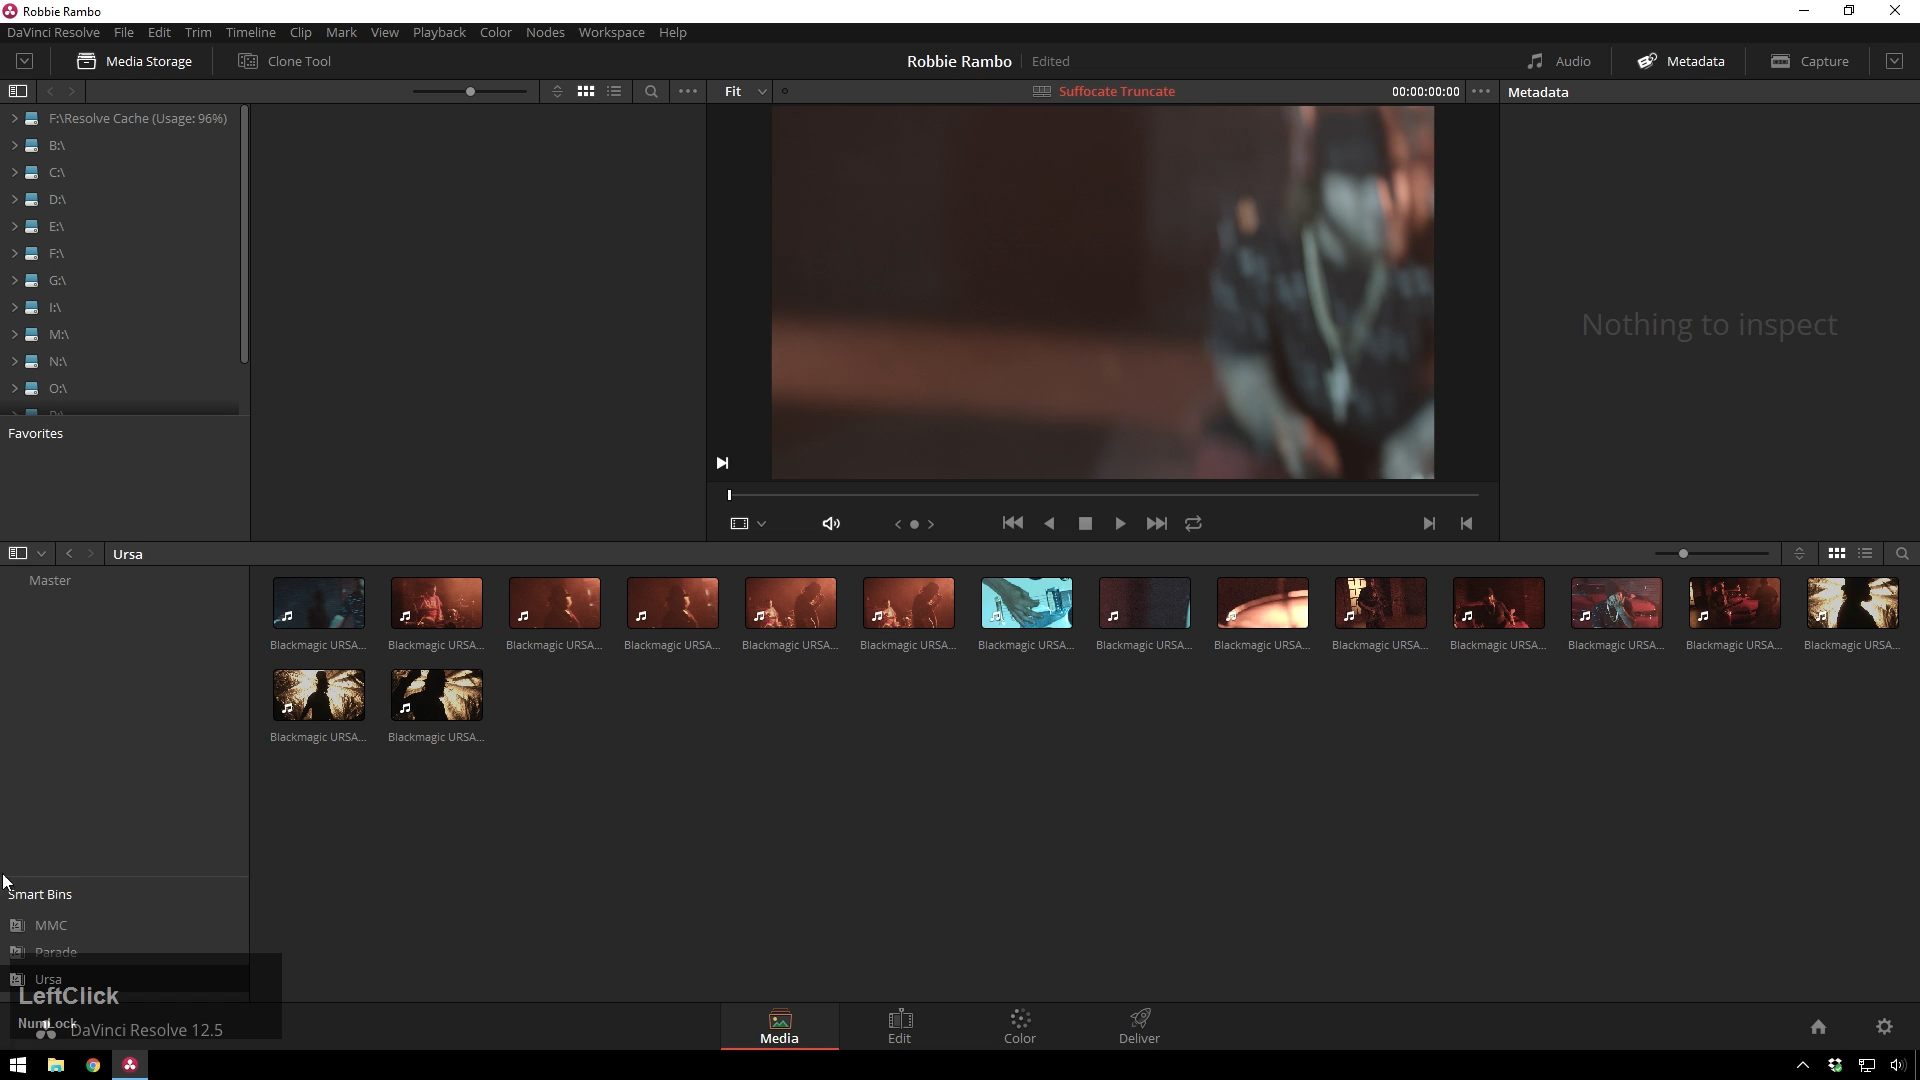 Robbie Rambo
DaVinci Resolve File Edit Trim Timeline Clip Mark View Playback Color Nodes Workspace Help
Media Storage Clone Tool Robbie Rambo Edited Audio Metadata Capture
Fit Suffocate Truncate 00:00:00:00 Metadata
F:\Resolve Cache (Usage: 96%)
B:\
C:\
D:\
E:\
F:\
G:\
I:\
M:\
N:\
O:\
Nothing to inspect
Favorites
Ursa
Master
Blackmagic URSA... Blackmagic URSA... Blackmagic URSA... Blackmagic URSA... Blackmagic URSA... Blackmagic URSA... Blackmagic URSA... Blackmagic URSA... Blackmagic URSA... Blackmagic URSA... Blackmagic URSA... Blackmagic URSA... Blackmagic URSA... Blackmagic URSA...
Blackmagic URSA... Blackmagic URSA...
Smart Bins
MMC
Parade
Ursa
LeftClick
NumLock
DaVinci Resolve 12.5
Media Edit Color Deliver